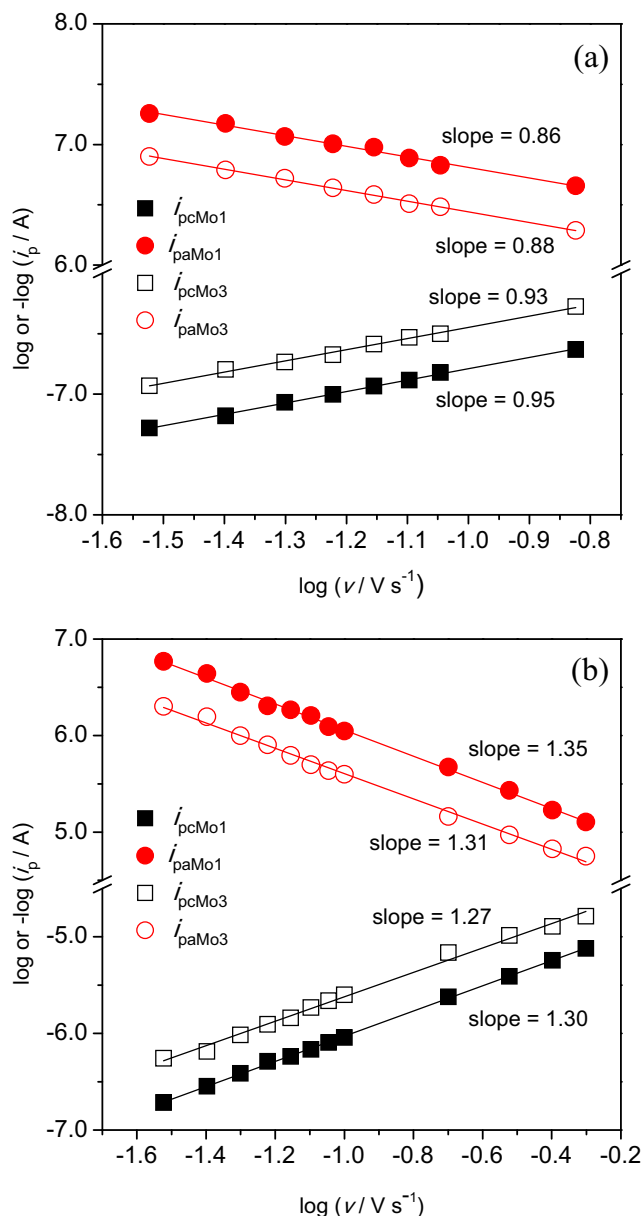 (a)
8.0
7.0
6.0
-7.0
-8.0
log or -log (iₚ / A)
slope = 0.86
slope = 0.88
slope = 0.93
slope = 0.95
ipcMo1
ipaMo1
ipcMo3
ipaMo3
-1.6 -1.5 -1.4 -1.3 -1.2 -1.1 -1.0 -0.9 -0.8
log (ν / V s⁻¹)
(b)
7.0
6.0
5.0
-5.0
-6.0
-7.0
log or -log (iₚ / A)
slope = 1.35
slope = 1.31
slope = 1.27
slope = 1.30
ipcMo1
ipaMo1
ipcMo3
ipaMo3
-1.6 -1.4 -1.2 -1.0 -0.8 -0.6 -0.4 -0.2
log (ν / V s⁻¹)